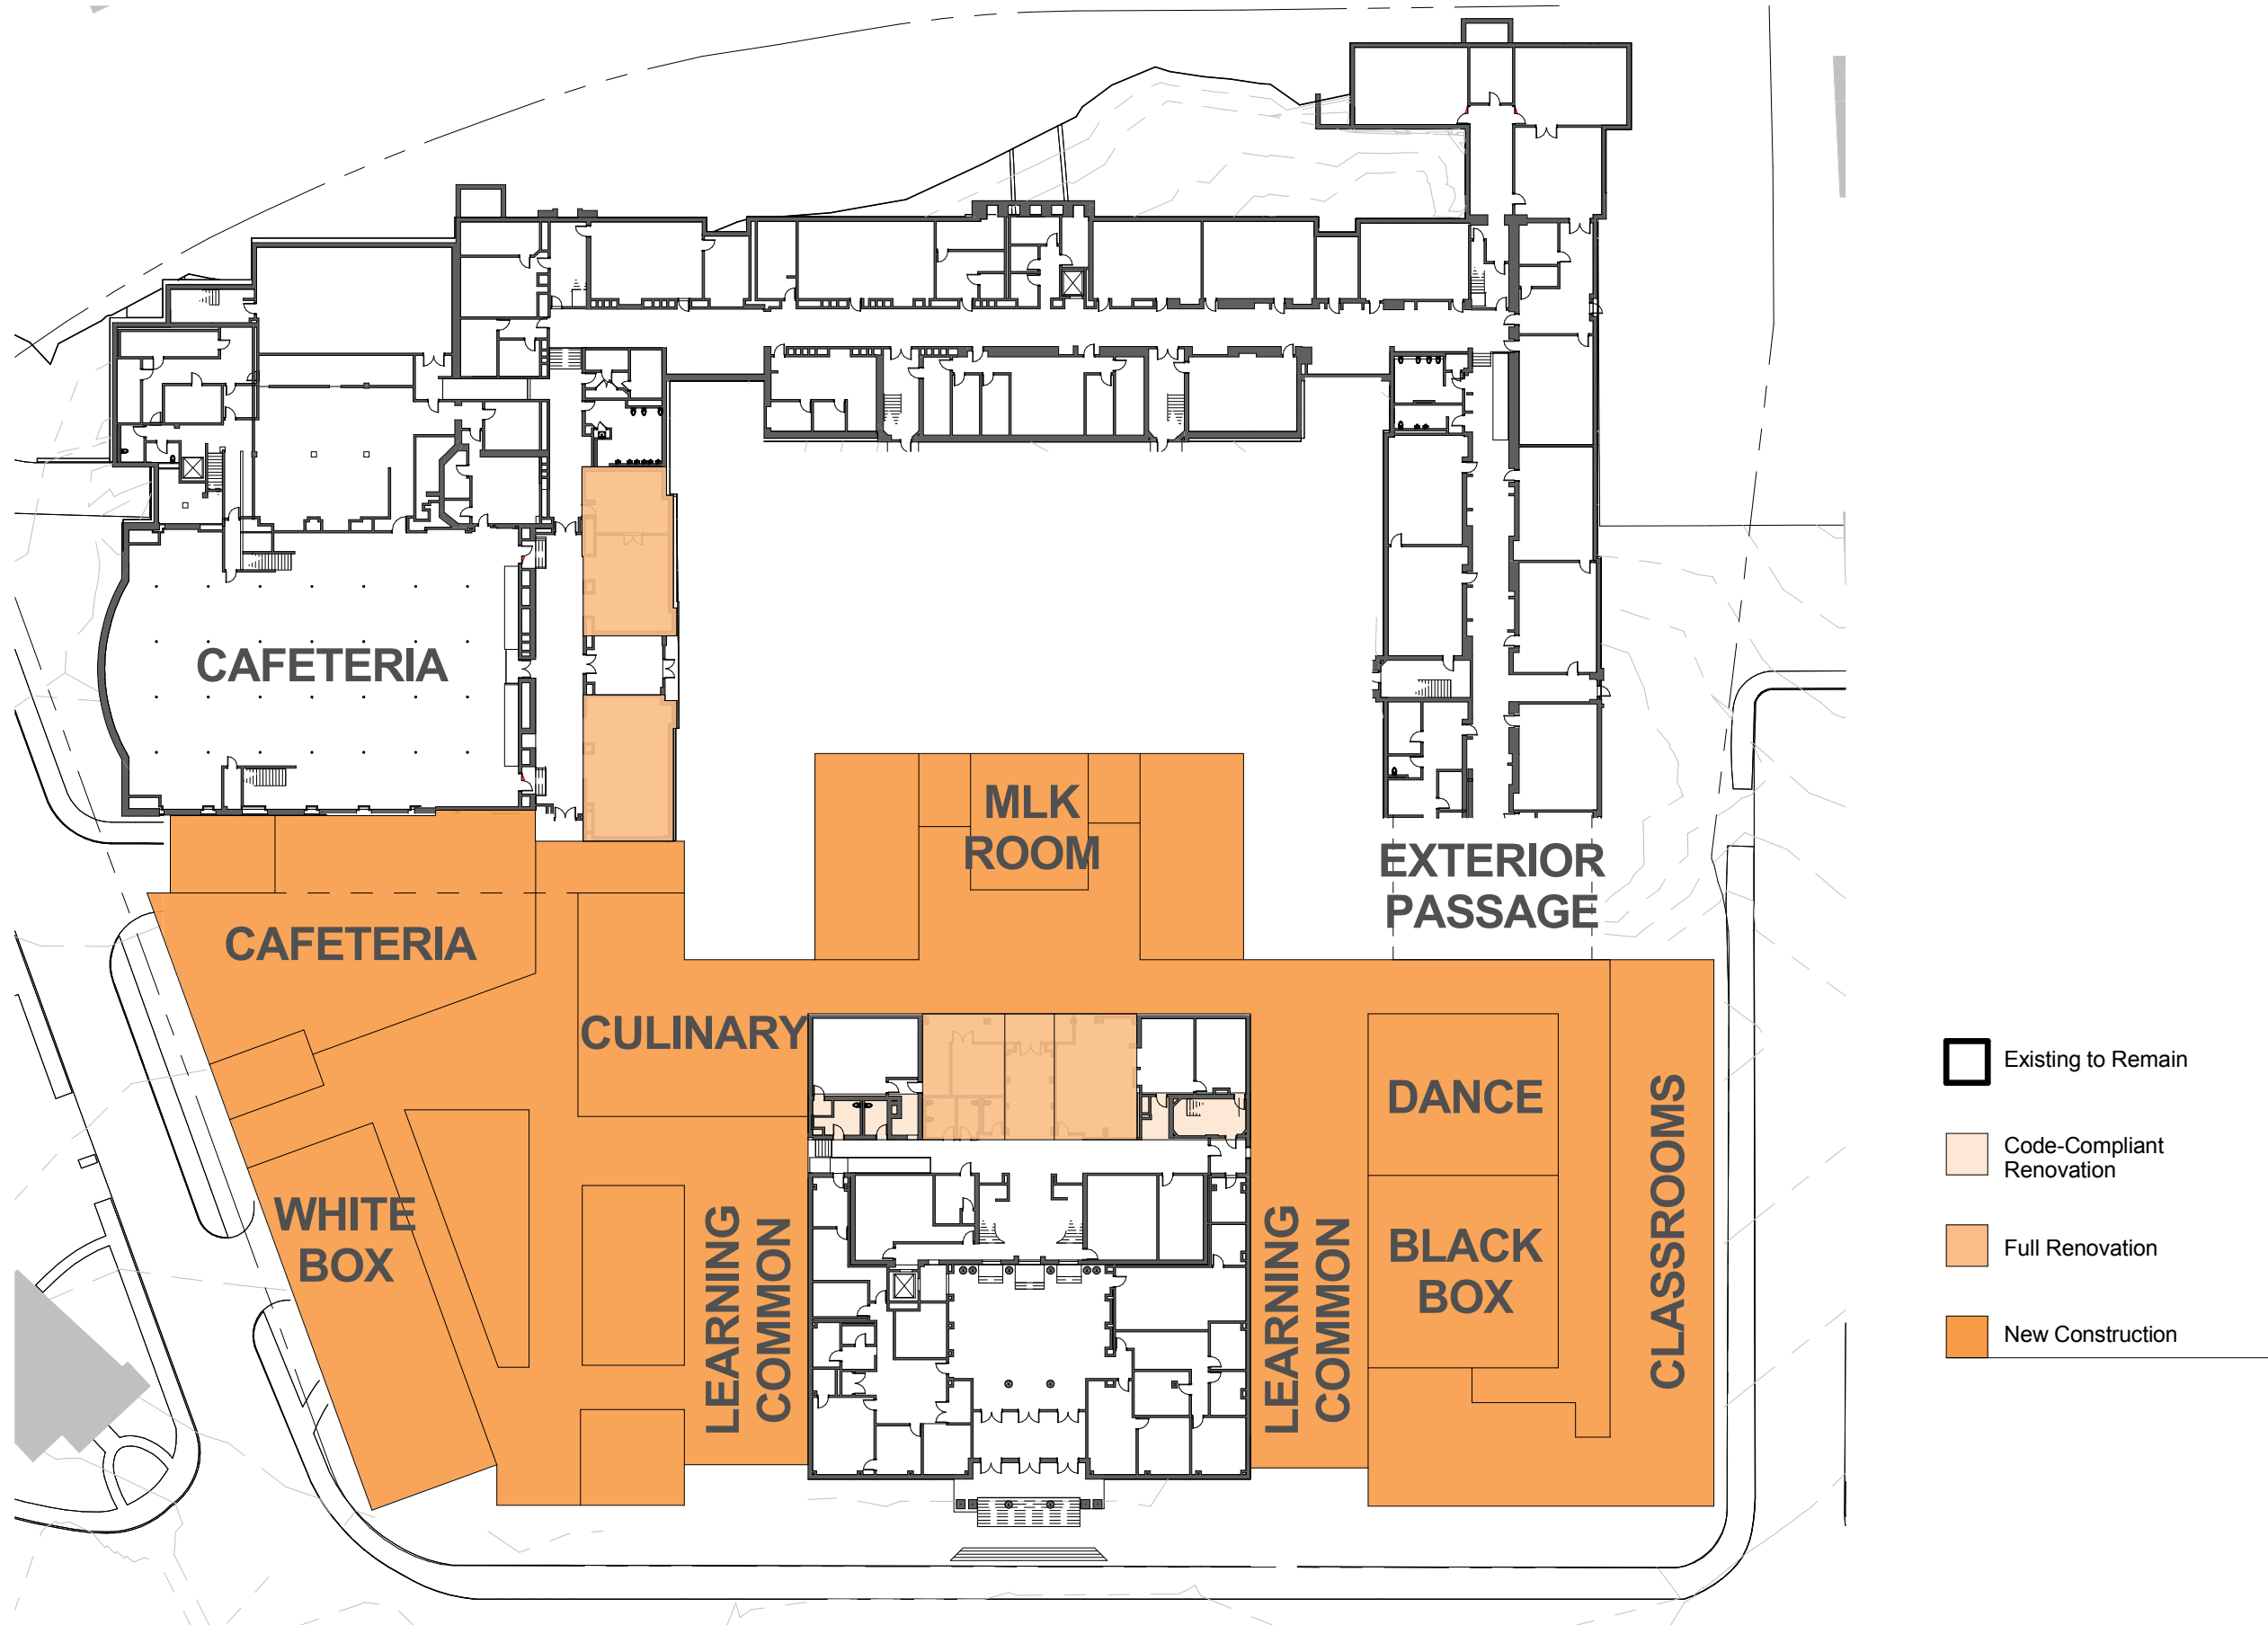 CAFETERIA
MLK
ROOM
EXTERIOR
PASSAGE
CAFETERIA
CULINARY
DANCE
WHITE
BOX
LEARNING
COMMON
LEARNING
COMMON
BLACK
BOX
CLASSROOMS
Existing to Remain
Code-Compliant
Renovation
Full Renovation
New Construction